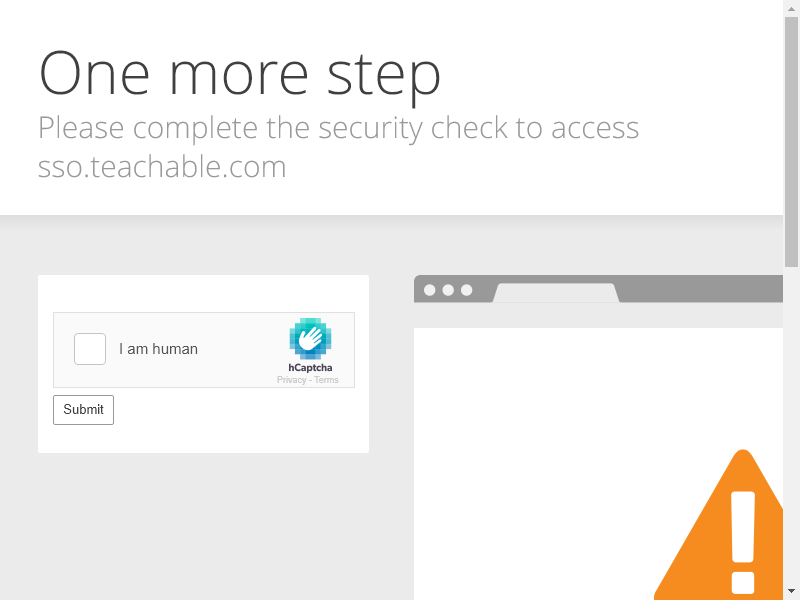 One more step
Please complete the security check to access
sso.teachable.com
I am human
hCaptcha
Privacy - Terms
Submit